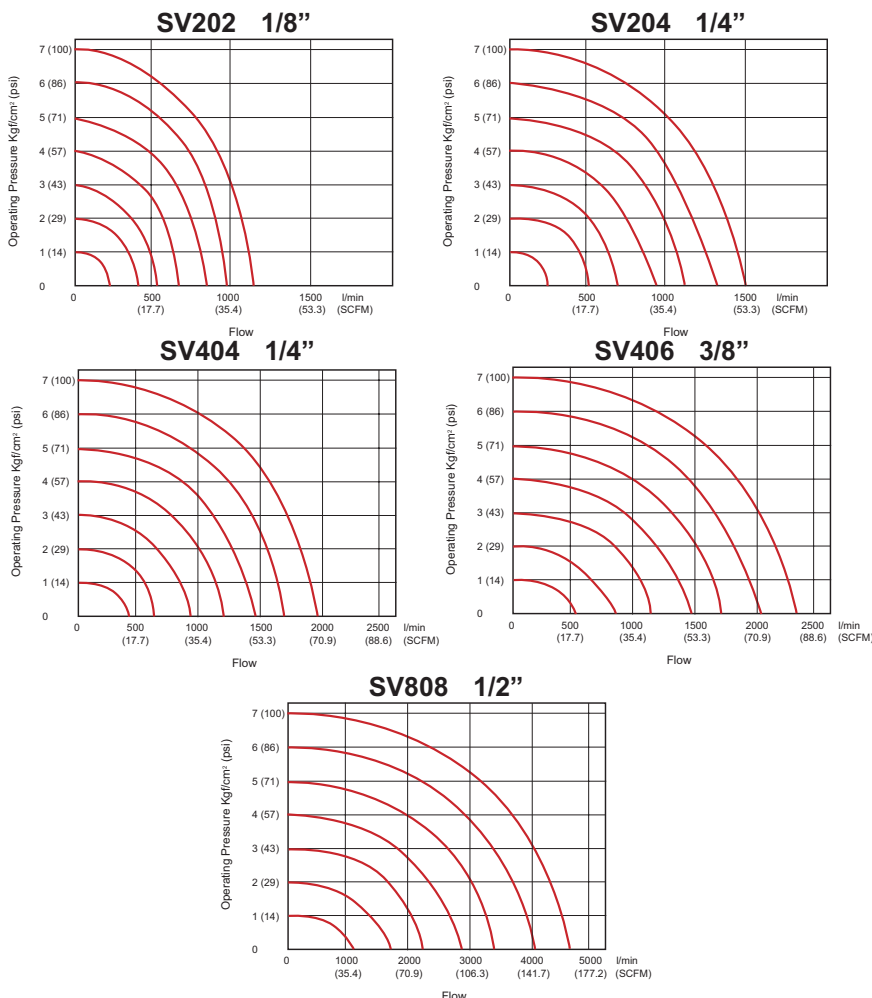 SV202 1/8”
SV204 1/4”
Operating Pressure Kgf/cm² (psi)
7 (100)
6 (86)
5 (71)
4 (57)
3 (43)
2 (29)
1 (14)
0
0 500 1000 1500 l/min
(17.7) (35.4) (53.3) (SCFM)
Flow
Operating Pressure Kgf/cm² (psi)
7 (100)
6 (86)
5 (71)
4 (57)
3 (43)
2 (29)
1 (14)
0
0 500 1000 1500 l/min
(17.7) (35.4) (53.3) (SCFM)
Flow
SV404 1/4”
SV406 3/8”
Operating Pressure Kgf/cm² (psi)
7 (100)
6 (86)
5 (71)
4 (57)
3 (43)
2 (29)
1 (14)
0
0 500 1000 1500 2000 2500 l/min
(17.7) (35.4) (53.3) (70.9) (88.6) (SCFM)
Flow
Operating Pressure Kgf/cm² (psi)
7 (100)
6 (86)
5 (71)
4 (57)
3 (43)
2 (29)
1 (14)
0
0 500 1000 1500 2000 2500 l/min
(17.7) (35.4) (53.3) (70.9) (88.6) (SCFM)
Flow
SV808 1/2”
Operating Pressure Kgf/cm² (psi)
7 (100)
6 (86)
5 (71)
4 (57)
3 (43)
2 (29)
1 (14)
0
0 1000 2000 3000 4000 5000 l/min
(35.4) (70.9) (106.3) (141.7) (177.2) (SCFM)
Flow